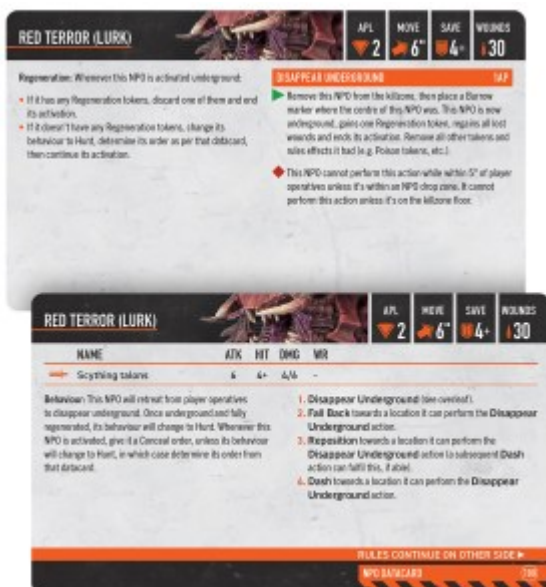 RED TERROR (LURK)
APL MOVE SAVE WOUNDS
2 6" 4+ 30
Regeneration: Whenever this NPO is activated underground:
• If it has any Regeneration tokens, discard one of them and end
its activation.
• If it doesn't have any Regeneration tokens, change its
behaviour to Hunt, determine its order as per that datacard,
then continue its activation.
DISAPPEAR UNDERGROUND 1AP
Remove this NPO from the killzone, then place a Burrow
marker where the centre of this NPO was. This NPO is now
underground, gains one Regeneration token, regains all lost
wounds and ends its activation. Remove all other tokens and
rules effects it had (e.g. Poison tokens, etc.)
This NPO cannot perform this action while within 5" of player
operatives unless it's within an NPO drop zone. It cannot
perform this action unless it's on the killzone floor.
RED TERROR (LURK)
APL MOVE SAVE WOUNDS
2 6" 4+ 30
NAME ATK HIT DMG WR
Scything talons 4+ 4/6 -
Behaviour: This NPO will retreat from player operatives
to disappear underground. Once underground and fully
regenerated, its behaviour will change to Hunt. Whenever this
NPO is activated, give it a Conceal order, unless its behaviour
will change to Hunt, in which case determine its order from
that datacard.
1. Disappear Underground (see overleaf).
2. Fall Back towards a location it can perform the Disappear
Underground action.
3. Reposition towards a location it can perform the
Disappear Underground action (a subsequent Dash
action can fulfil this, if able).
4. Dash towards a location it can perform the Disappear
Underground action.
RULES CONTINUE ON OTHER SIDE ▶
NPO DATACARD